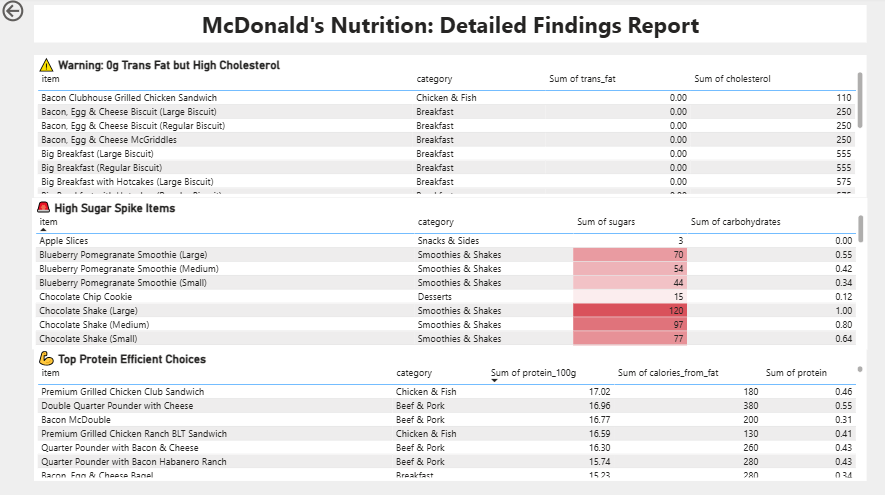 McDonald's Nutrition: Detailed Findings Report
Warning: 0g Trans Fat but High Cholesterol
item category Sum of trans_fat Sum of cholesterol
Bacon Clubhouse Grilled Chicken Sandwich Chicken & Fish 0.00 110
Bacon, Egg & Cheese Biscuit (Large Biscuit) Breakfast 0.00 250
Bacon, Egg & Cheese Biscuit (Regular Biscuit) Breakfast 0.00 250
Bacon, Egg & Cheese McGriddles Breakfast 0.00 250
Big Breakfast (Large Biscuit) Breakfast 0.00 555
Big Breakfast (Regular Biscuit) Breakfast 0.00 555
Big Breakfast with Hotcakes (Large Biscuit) Breakfast 0.00 575
High Sugar Spike Items
item category Sum of sugars Sum of carbohydrates
Apple Slices Snacks & Sides 3 0.00
Blueberry Pomegranate Smoothie (Large) Smoothies & Shakes 70 0.55
Blueberry Pomegranate Smoothie (Medium) Smoothies & Shakes 54 0.42
Blueberry Pomegranate Smoothie (Small) Smoothies & Shakes 44 0.34
Chocolate Chip Cookie Desserts 15 0.12
Chocolate Shake (Large) Smoothies & Shakes 120 1.00
Chocolate Shake (Medium) Smoothies & Shakes 97 0.80
Chocolate Shake (Small) Smoothies & Shakes 77 0.64
Top Protein Efficient Choices
item category Sum of protein_100g Sum of calories_from_fat Sum of protein
Premium Grilled Chicken Club Sandwich Chicken & Fish 17.02 180 0.46
Double Quarter Pounder with Cheese Beef & Pork 16.96 380 0.55
Bacon McDouble Beef & Pork 16.77 200 0.31
Premium Grilled Chicken Ranch BLT Sandwich Chicken & Fish 16.59 130 0.41
Quarter Pounder with Bacon & Cheese Beef & Pork 16.30 260 0.43
Quarter Pounder with Bacon Habanero Ranch Beef & Pork 15.74 280 0.43
Bacon, Egg & Cheese Bagel Breakfast 15.23 280 0.34